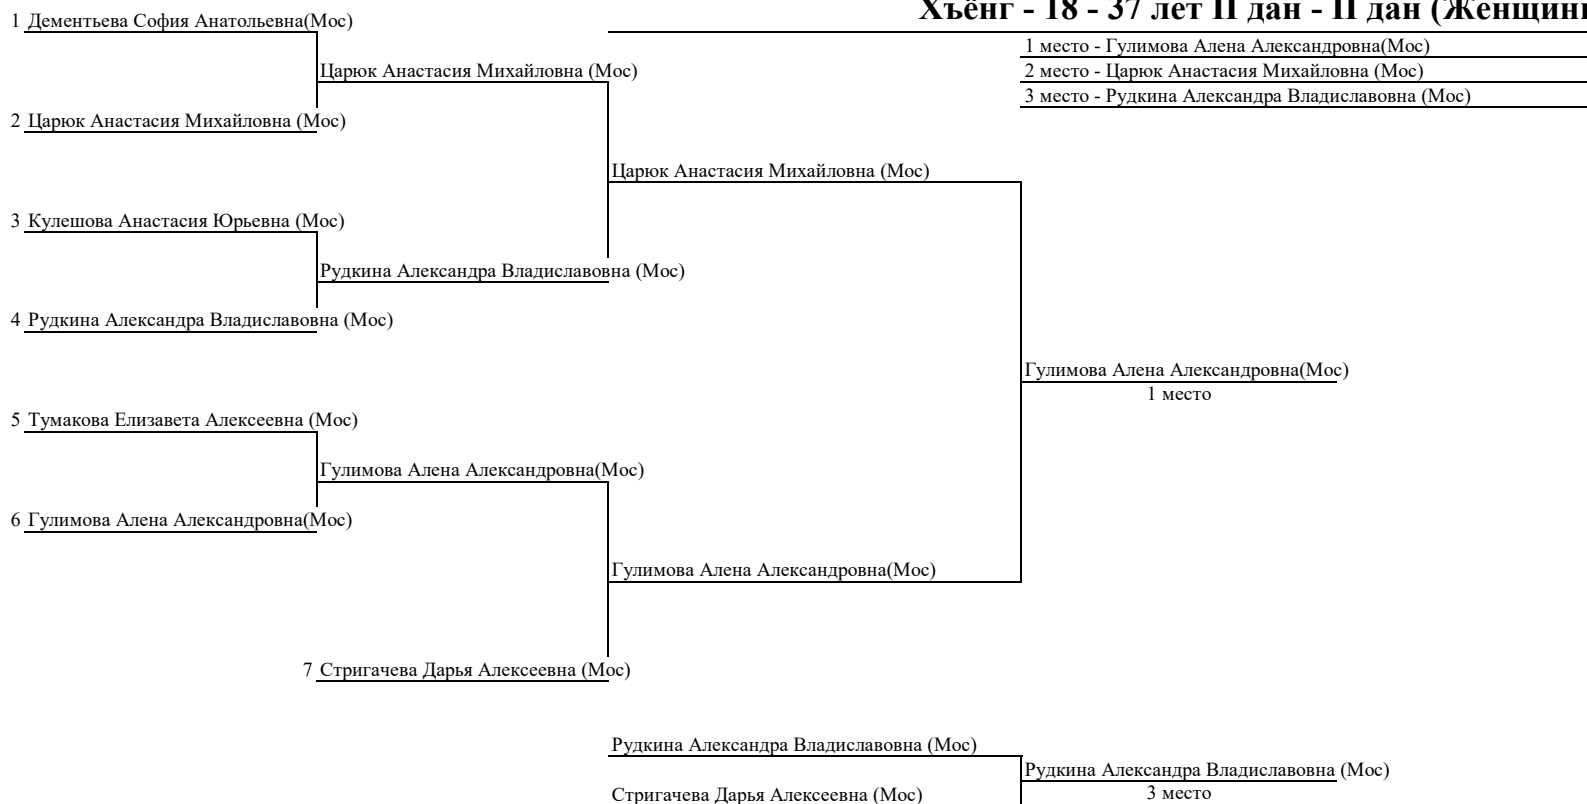 Хъёнг - 18 - 37 лет II дан - II дан (Женщины
1 Дементьева София Анатольевна(Мос)
1 место - Гулимова Алена Александровна(Мос)
Царюк Анастасия Михайловна (Мос)
2 место - Царюк Анастасия Михайловна (Мос)
3 место - Рудкина Александра Владиславовна (Мос)
2 Царюк Анастасия Михайловна (Мос)
Царюк Анастасия Михайловна (Мос)
3 Кулешова Анастасия Юрьевна (Мос)
Рудкина Александра Владиславовна (Мос)
4 Рудкина Александра Владиславовна (Мос)
Гулимова Алена Александровна(Мос)
1 место
5 Тумакова Елизавета Алексеевна (Мос)
Гулимова Алена Александровна(Мос)
6 Гулимова Алена Александровна(Мос)
Гулимова Алена Александровна(Мос)
7 Стригачева Дарья Алексеевна (Мос)
Рудкина Александра Владиславовна (Мос)
Рудкина Александра Владиславовна (Мос)
Стригачева Дарья Алексеевна (Мос)
3 место